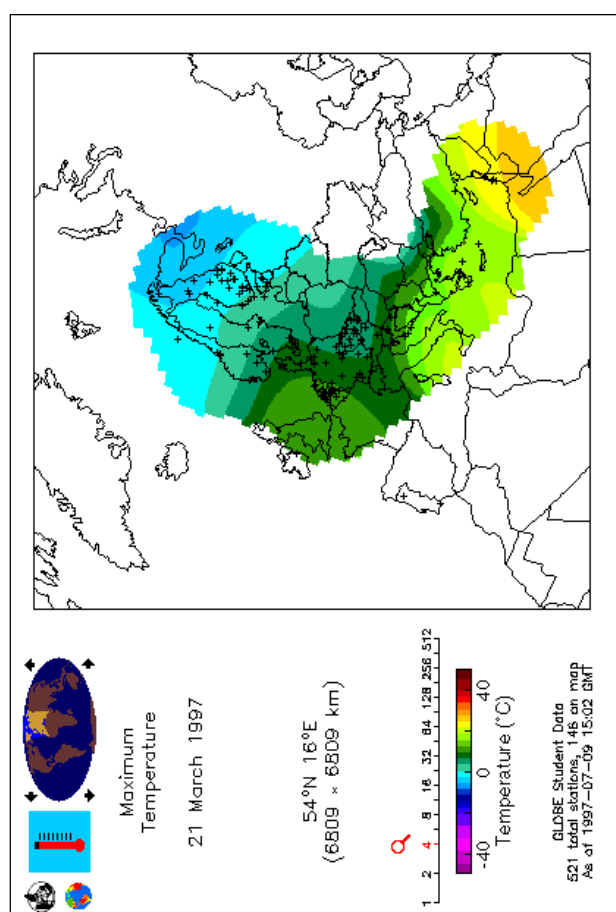 Maximum
Temperature
21 March 1997
54°N 16°E
(6809 × 6809 km)
1 2 4 8 16 32 64 128 256 512
-40 0 40
Temperature (°C)
GLOBE Student Data
521 total stations, 146 on map
As of 1997-07-09 15:02 GMT